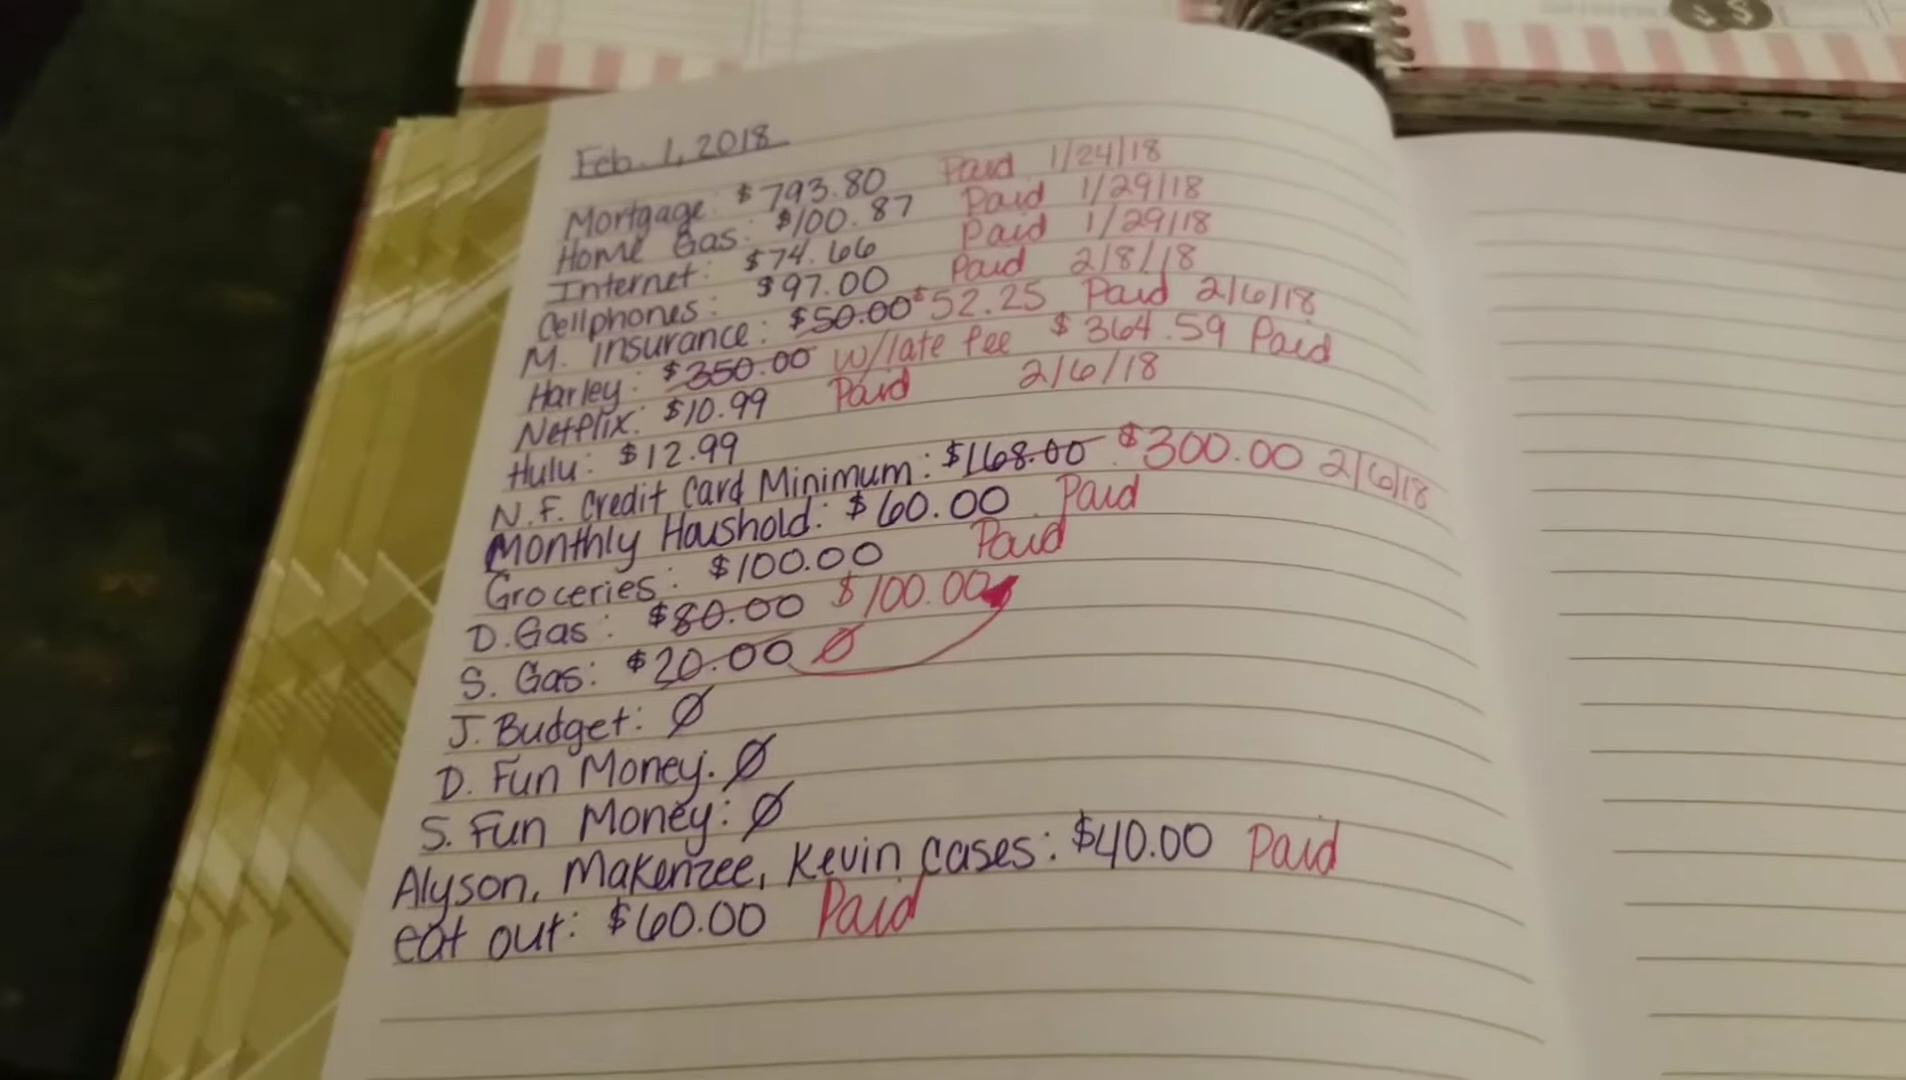 Feb. 1, 2018
Mortgage: $793.80 Paid 1/24/18
Home Gas: $100.87 Paid 1/29/18
Internet: $74.66 Paid 1/29/18
Cellphones: $97.00 Paid 2/8/18
M. insurance: $50.00 $52.25 Paid 2/6/18
Harley: $350.00 w/late fee $364.59 Paid
Netflix: $10.99 Paid 2/6/18
Hulu: $12.99
N.F. Credit Card Minimum: $168.00 $300.00 2/6/18
Monthly Houshold: $60.00 Paid
Groceries: $100.00 Paid
D. Gas: $80.00 $100.00
S. Gas: $20.00 Ø
J. Budget: Ø
D. Fun Money: Ø
S. Fun Money: Ø
Alyson, Makenzee, Kevin cases: $40.00 Paid
eat out: $60.00 Paid